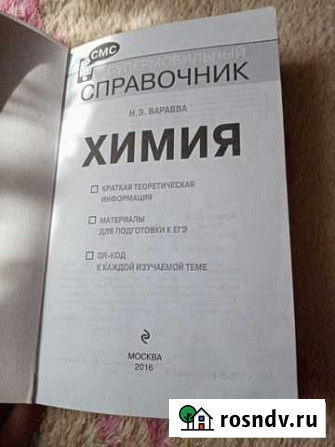 СМС
СУПЕРМОБИЛЬНЫЙ
СПРАВОЧНИК
Н.Э. ВАРАВВА
ХИМИЯ
КРАТКАЯ ТЕОРЕТИЧЕСКАЯ
ИНФОРМАЦИЯ
МАТЕРИАЛЫ
ДЛЯ ПОДГОТОВКИ К ЕГЭ
QR-КОД
К КАЖДОЙ ИЗУЧАЕМОЙ ТЕМЕ
МОСКВА
2016
rosndv.ru